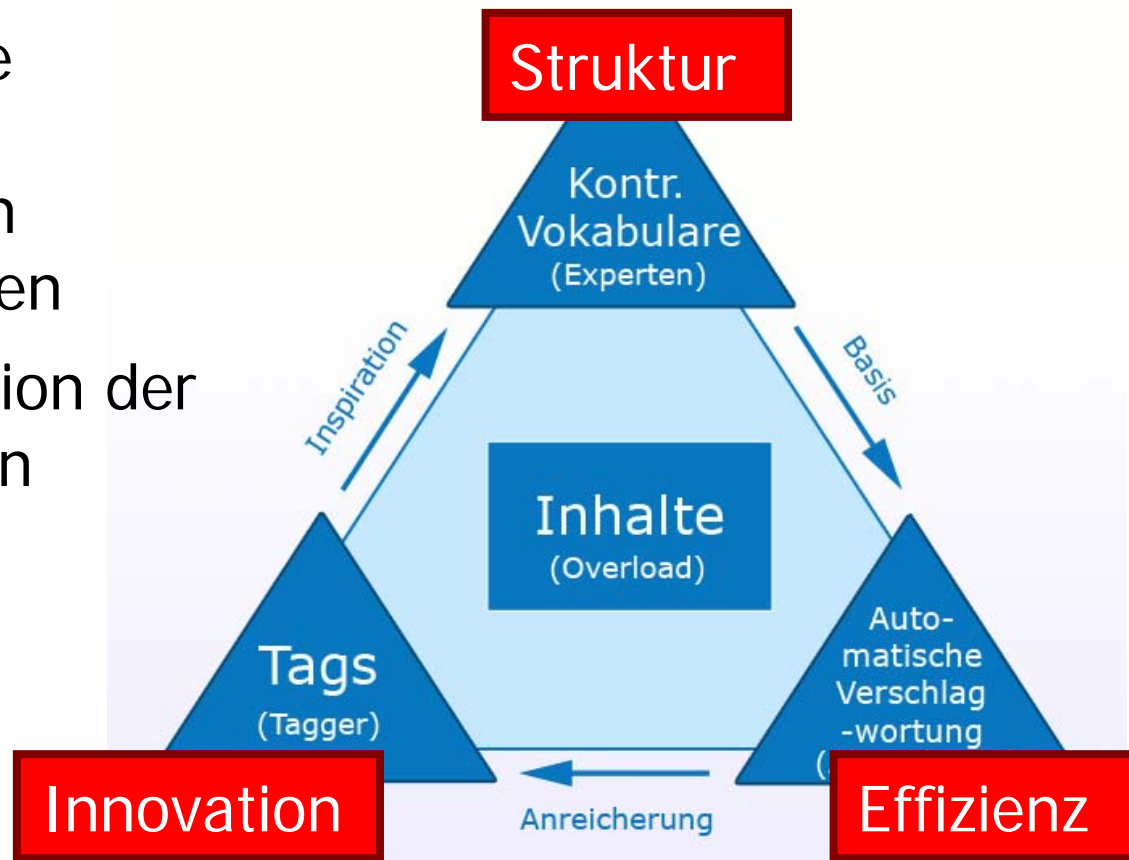 e
n
en
ion der
n
Struktur
Kontr.
Vokabulare
(Experten)
Inspiration
Basis
Inhalte
(Overload)
Tags
(Tagger)
Auto-
matische
Verschlag
-wortung
(
Innovation
Anreicherung
Effizienz